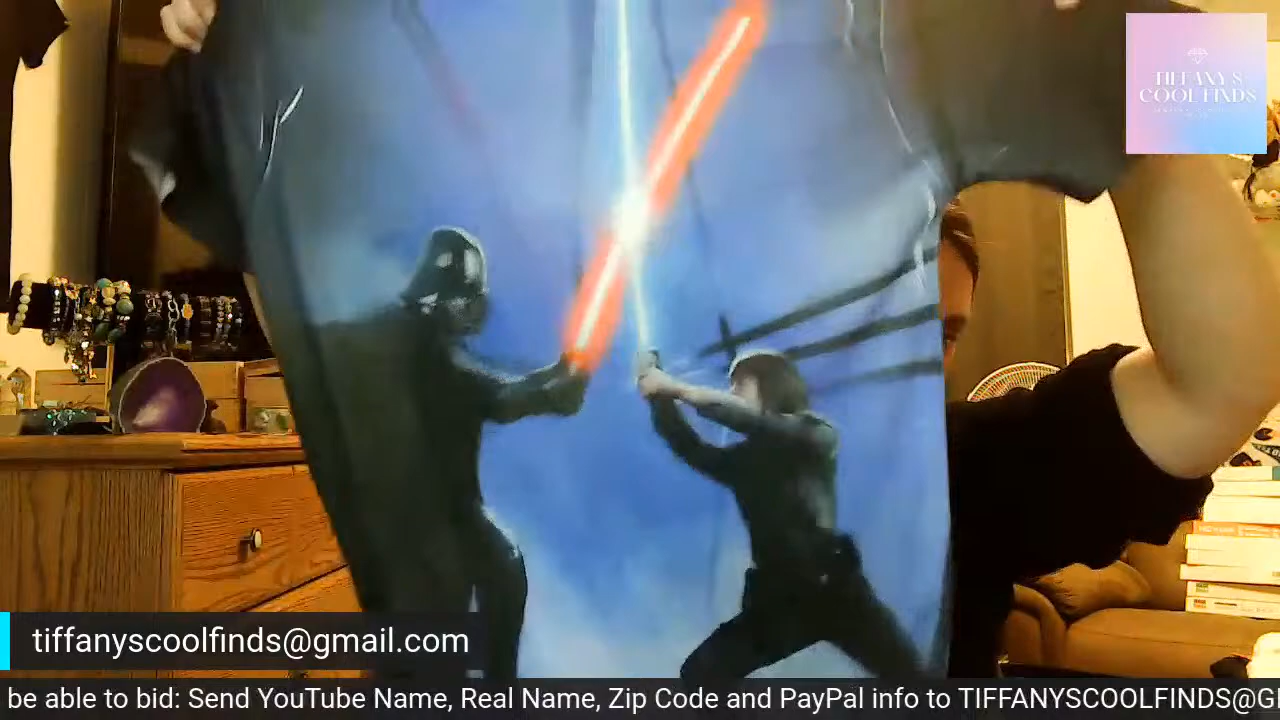 TIFFANY'S
COOL FINDS
tiffanyscoolfinds@gmail.com
be able to bid: Send YouTube Name, Real Name, Zip Code and PayPal info to TIFFANYSCOOLFINDS@G